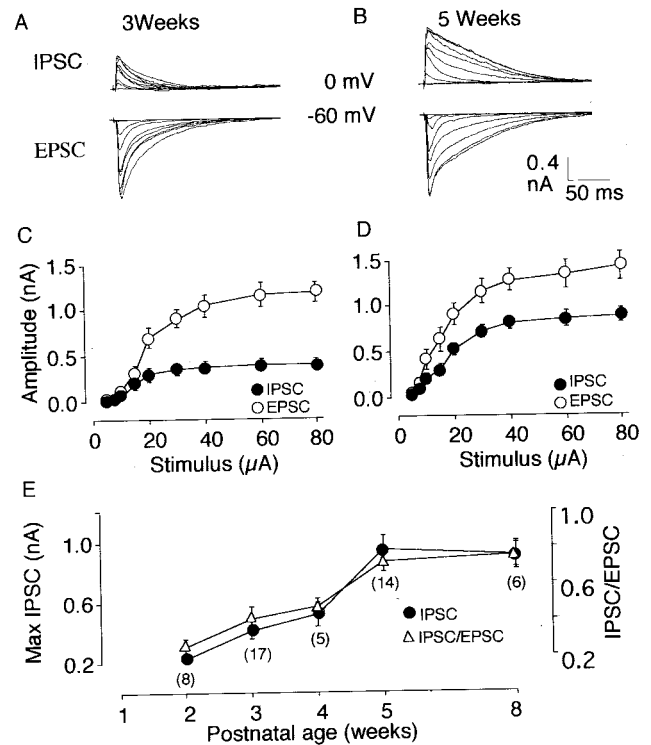 A
3Weeks
B
5 Weeks
IPSC
0 mV
-60 mV
EPSC
0.4
nA
50 ms
C
D
Amplitude (nA)
1.5
1.0
0.5
0.0
IPSC
EPSC
0 20 40 60 80
Stimulus (µA)
1.5
1.0
0.5
0.0
IPSC
EPSC
0 20 40 60 80
Stimulus (µA)
E
Max IPSC (nA)
1.0
0.6
0.2
(8)
(17)
(5)
(14)
(6)
IPSC
IPSC/EPSC
1.0
0.6
0.2
IPSC/EPSC
1 2 3 4 5 8
Postnatal age (weeks)